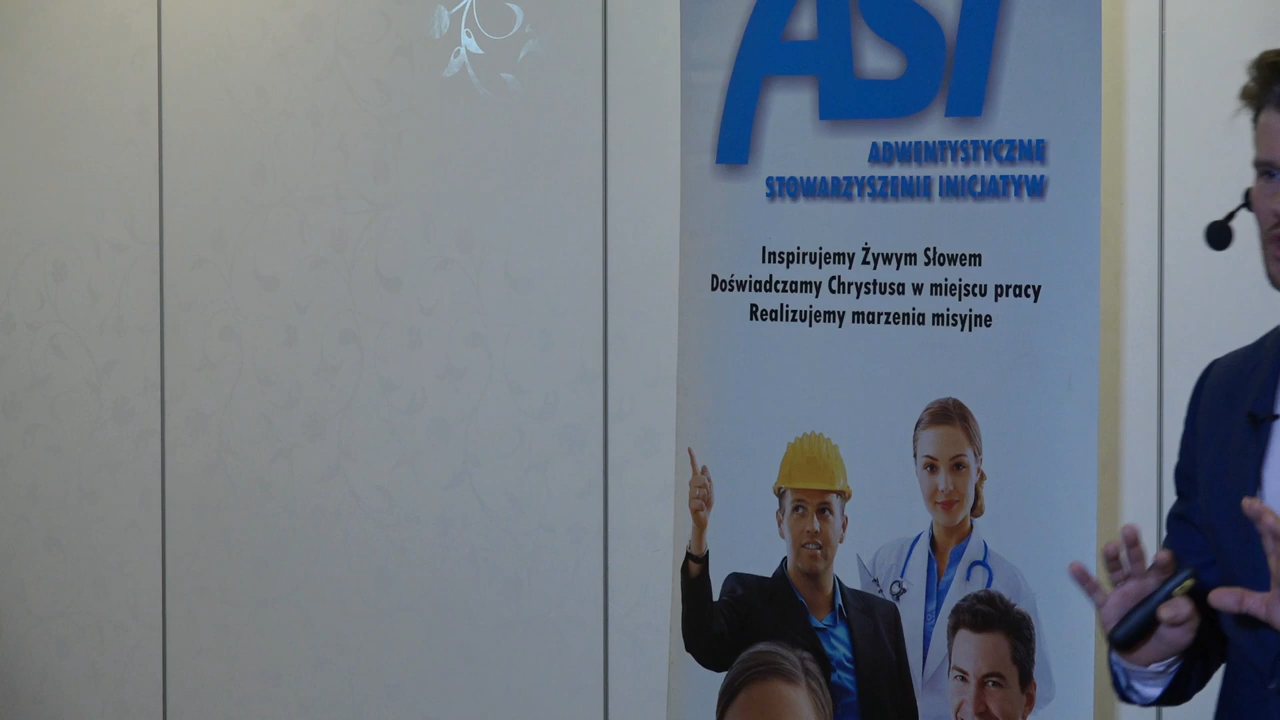 ASI
ADWENTYSTYCZNE
STOWARZYSZENIE INICJATYW
Inspirujemy Żywym Słowem
Doświadczamy Chrystusa w miejscu pracy
Realizujemy marzenia misyjne